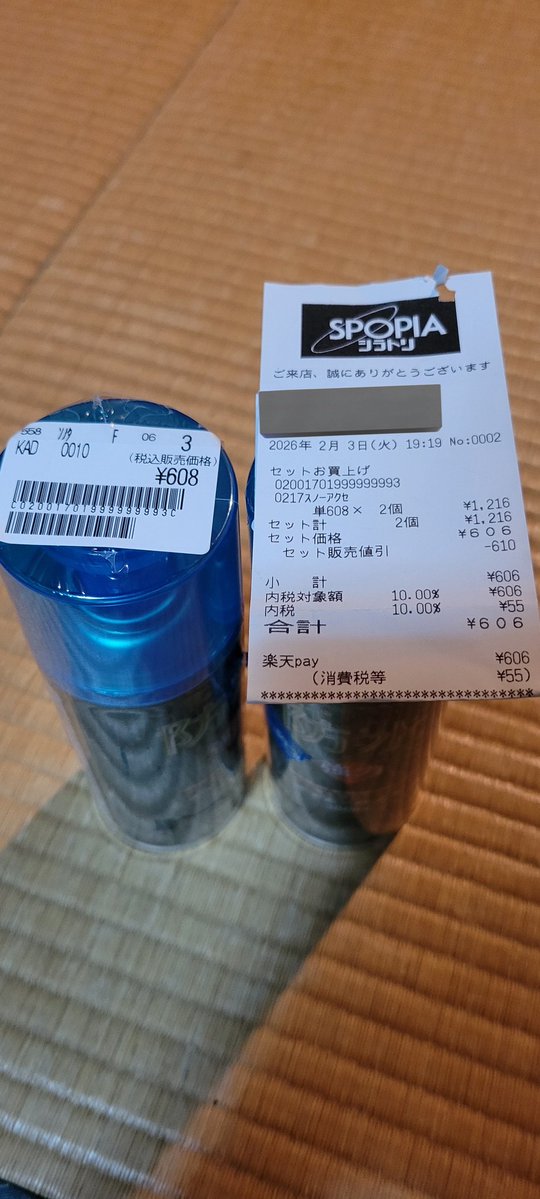 558 ｿﾉﾀ F 06 3
KAD 0010
(税込販売価格)
¥608
C0200170199999999993C
SPOPIA
シラトリ
ご来店、誠にありがとうございます
2026年 2月 3日(火) 19:19 No:0002
セットお買上げ
02001701999999993
0217ｽﾉｰｱｸｾ
単608× 2個 ¥1,216
セット計 2個 ¥1,216
セット価格 ¥606
セット販売値引 -610
小 計 ¥606
内税対象額 10.00% ¥606
内税 10.00% ¥55
合計 ¥606
楽天pay ¥606
(消費税等 ¥55)
**********************************